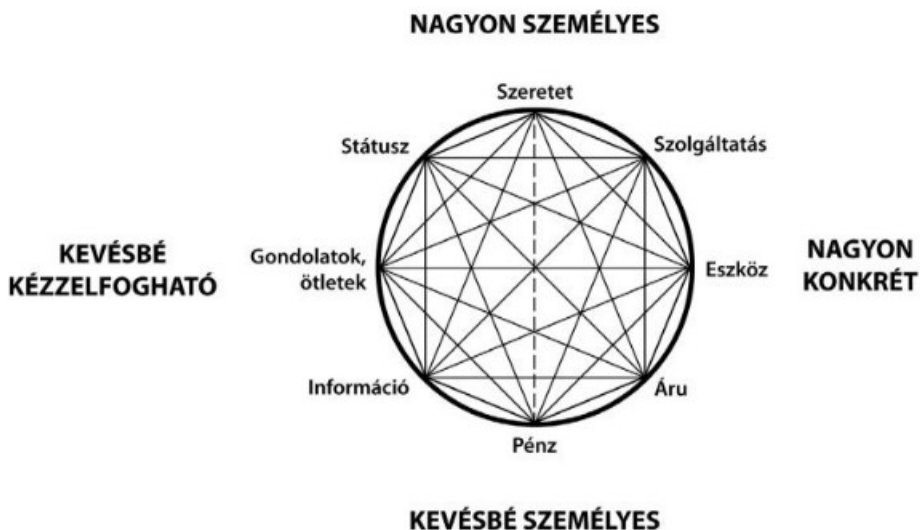 NAGYON SZEMÉLYES
Szeretet
Státusz
Szolgáltatás
KEVÉSBÉ
KÉZZELFOGHATÓ
Gondolatok,
ötletek
Eszköz
NAGYON
KONKRÉT
Információ
Áru
Pénz
KEVÉSBÉ SZEMÉLYES